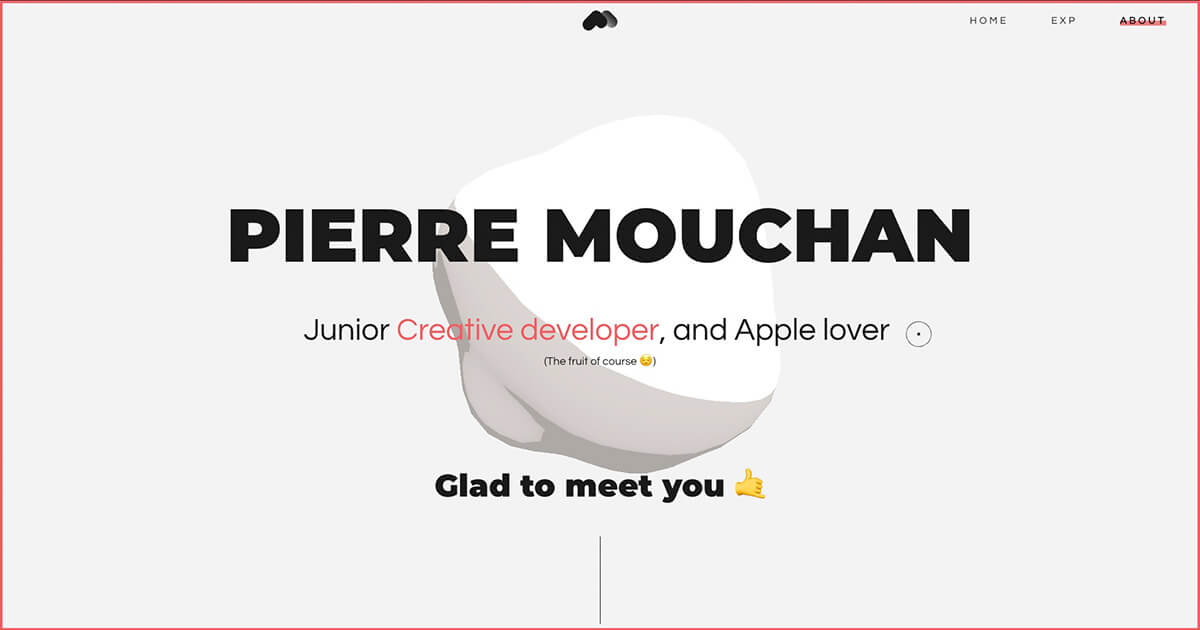 HOME EXP ABOUT
PIERRE MOUCHAN
Junior Creative developer, and Apple lover
(The fruit of course 😌)
Glad to meet you 🤙